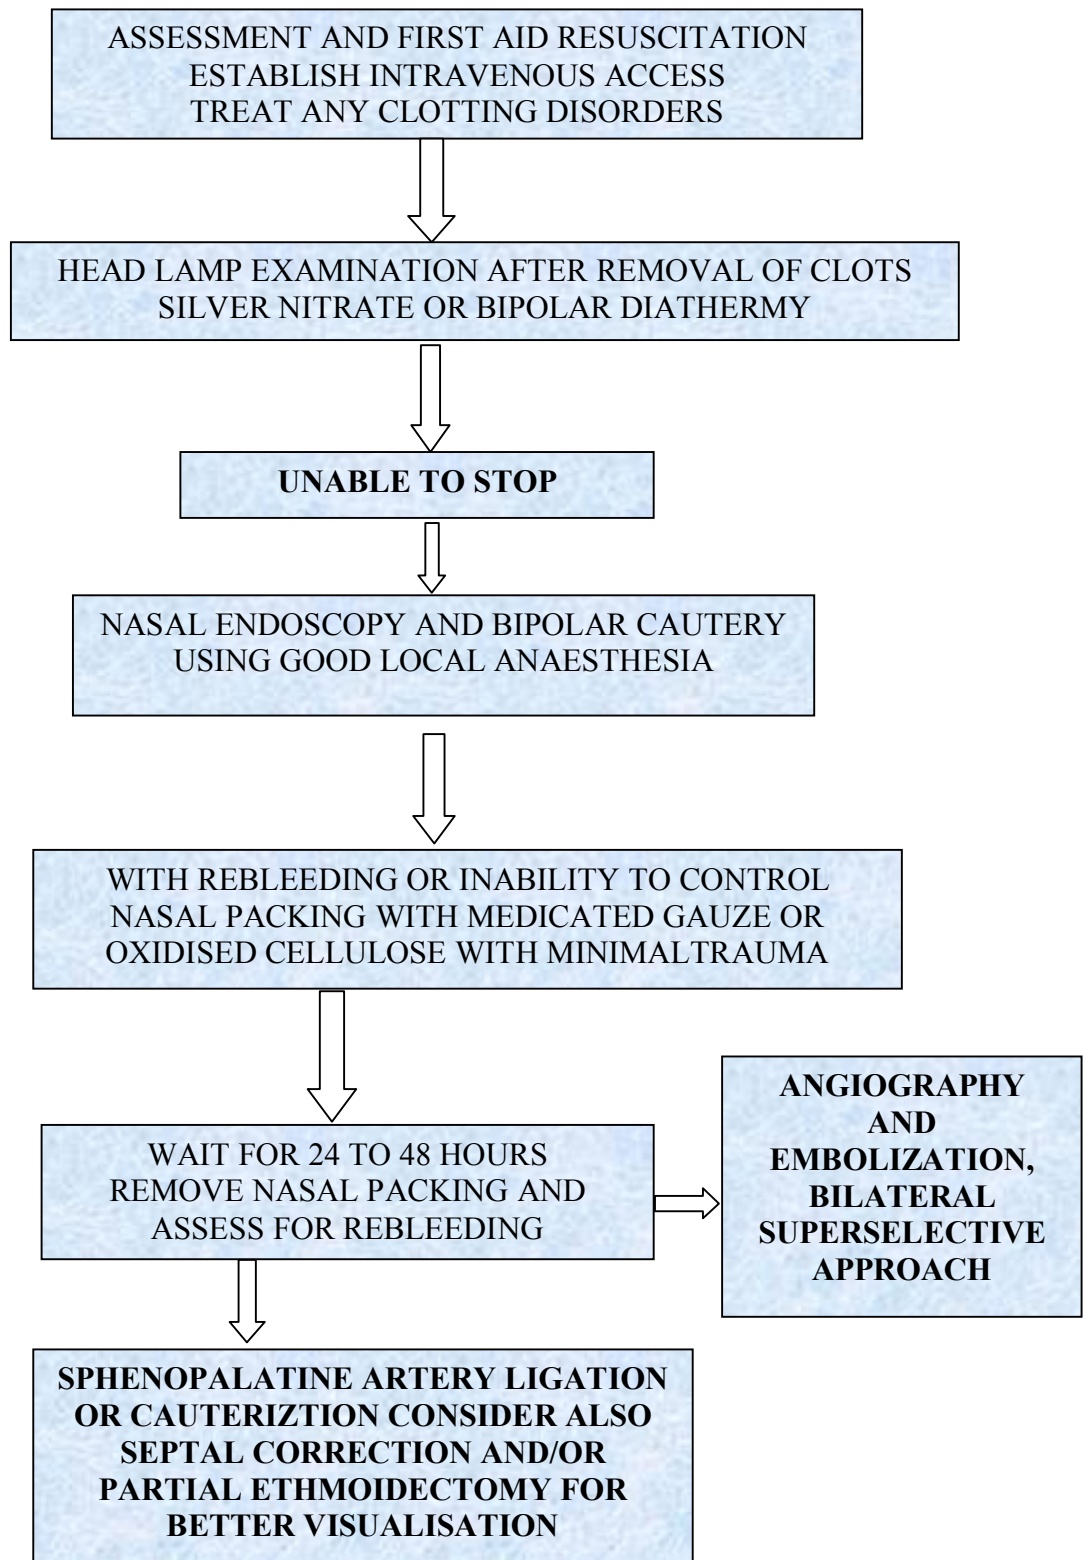 ASSESSMENT AND FIRST AID RESUSCITATION
ESTABLISH INTRAVENOUS ACCESS
TREAT ANY CLOTTING DISORDERS
HEAD LAMP EXAMINATION AFTER REMOVAL OF CLOTS
SILVER NITRATE OR BIPOLAR DIATHERMY
UNABLE TO STOP
NASAL ENDOSCOPY AND BIPOLAR CAUTERY
USING GOOD LOCAL ANAESTHESIA
WITH REBLEEDING OR INABILITY TO CONTROL
NASAL PACKING WITH MEDICATED GAUZE OR
OXIDISED CELLULOSE WITH MINIMALTRAUMA
WAIT FOR 24 TO 48 HOURS
REMOVE NASAL PACKING AND
ASSESS FOR REBLEEDING
ANGIOGRAPHY
AND
EMBOLIZATION,
BILATERAL
SUPERSELECTIVE
APPROACH
SPHENOPALATINE ARTERY LIGATION
OR CAUTERIZTION CONSIDER ALSO
SEPTAL CORRECTION AND/OR
PARTIAL ETHMOIDECTOMY FOR
BETTER VISUALISATION